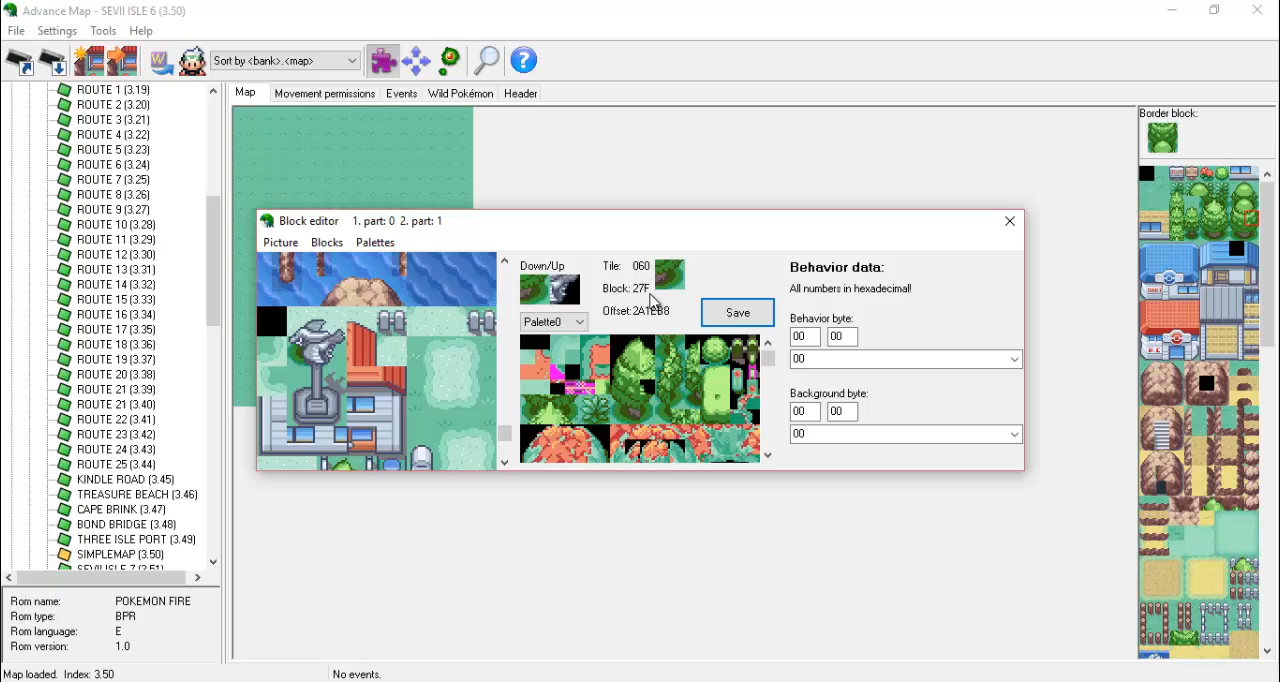 Advance Map - SEVII ISLE 6 (3.50)
File Settings Tools Help
Sort by <bank>.<map>
Map Movement permissions Events Wild Pokémon Header
ROUTE 1 (3.19)
ROUTE 2 (3.20)
ROUTE 3 (3.21)
ROUTE 4 (3.22)
ROUTE 5 (3.23)
ROUTE 6 (3.24)
ROUTE 7 (3.25)
ROUTE 8 (3.26)
ROUTE 9 (3.27)
ROUTE 10 (3.28)
ROUTE 11 (3.29)
ROUTE 12 (3.30)
ROUTE 13 (3.31)
ROUTE 14 (3.32)
ROUTE 15 (3.33)
ROUTE 16 (3.34)
ROUTE 17 (3.35)
ROUTE 18 (3.36)
ROUTE 19 (3.37)
ROUTE 20 (3.38)
ROUTE 21 (3.39)
ROUTE 21 (3.40)
ROUTE 22 (3.41)
ROUTE 23 (3.42)
ROUTE 24 (3.43)
ROUTE 25 (3.44)
KINDLE ROAD (3.45)
TREASURE BEACH (3.46)
CAPE BRINK (3.47)
BOND BRIDGE (3.48)
THREE ISLE PORT (3.49)
SIMPLEMAP (3.50)
SEVII ISLE 7 (3.51)
Rom name: POKEMON FIRE
Rom type: BPR
Rom language: E
Rom version: 1.0
Map loaded. Index: 3.50
No events.
Border block:
Block editor 1. part: 0 2. part: 1
Picture Blocks Palettes
Down/Up
Palette0
Tile: 060
Block: 27F
Save
Behavior data:
All numbers in hexadecimal!
Behavior byte:
00 00
00
Background byte:
00 00
00